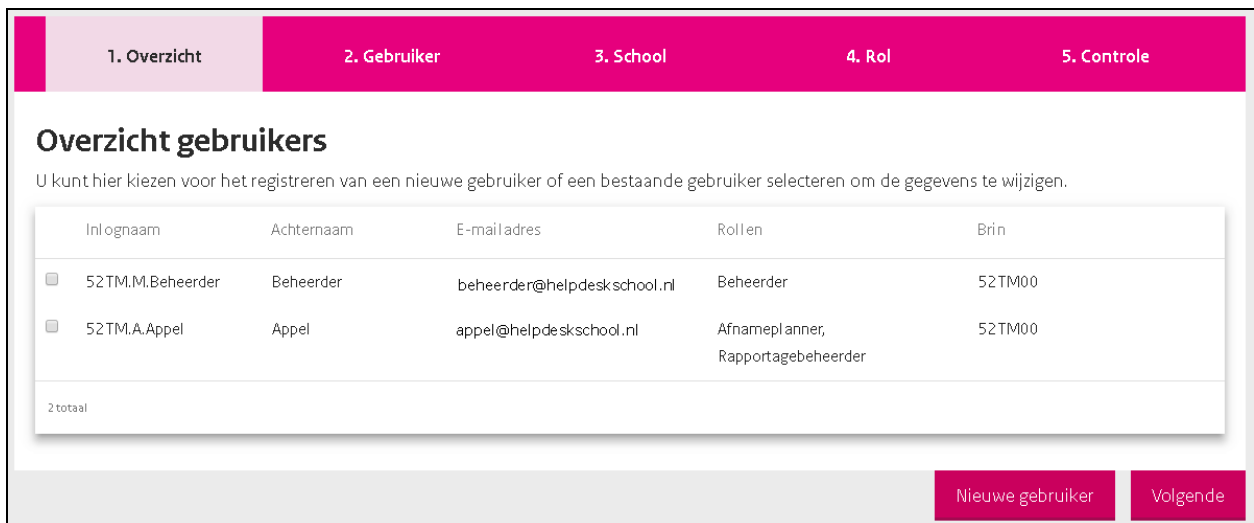 1. Overzicht 2. Gebruiker 3. School 4. Rol 5. Controle
Overzicht gebruikers
U kunt hier kiezen voor het registreren van een nieuwe gebruiker of een bestaande gebruiker selecteren om de gegevens te wijzigen.
Inlognaam Achternaam E-mailadres Rollen Brin
52TM.M.Beheerder Beheerder beheerder@helpdeskschool.nl Beheerder 52TM00
52TM.A.Appel Appel appel@helpdeskschool.nl Afnameplanner, 52TM00
Rapportagebeheerder
2 totaal
Nieuwe gebruiker Volgende